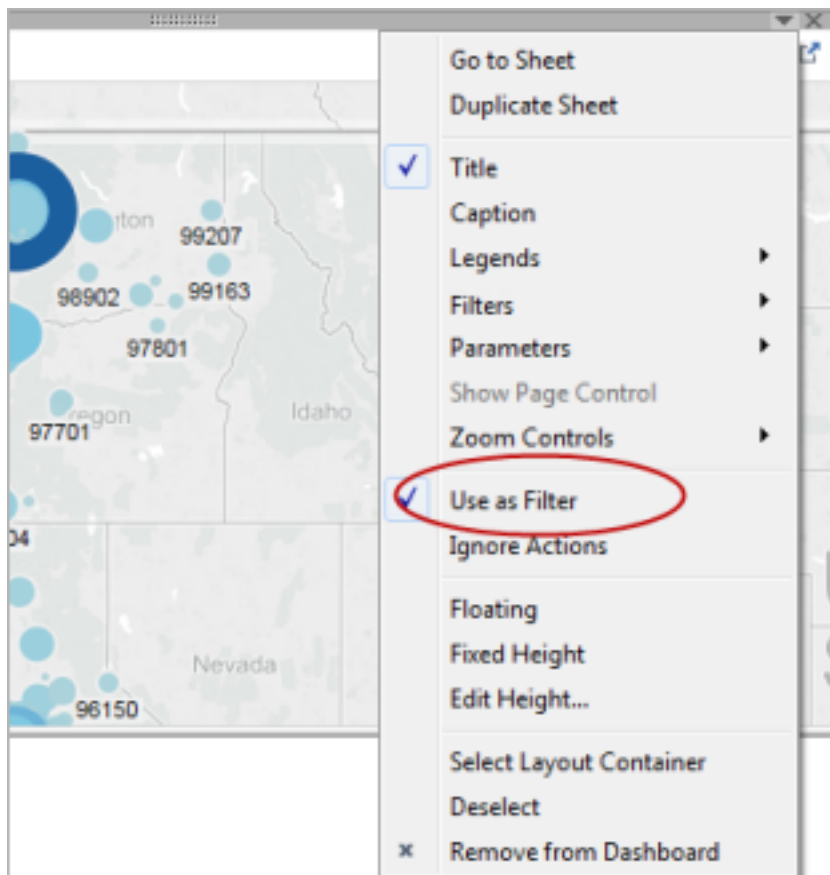 Go to Sheet
Duplicate Sheet
Title
Caption
Legends
Filters
Parameters
Show Page Control
Zoom Controls
Use as Filter
Ignore Actions
Floating
Fixed Height
Edit Height...
Select Layout Container
Deselect
Remove from Dashboard
99207
98902
99163
97801
Idaho
97701
04
Nevada
96150